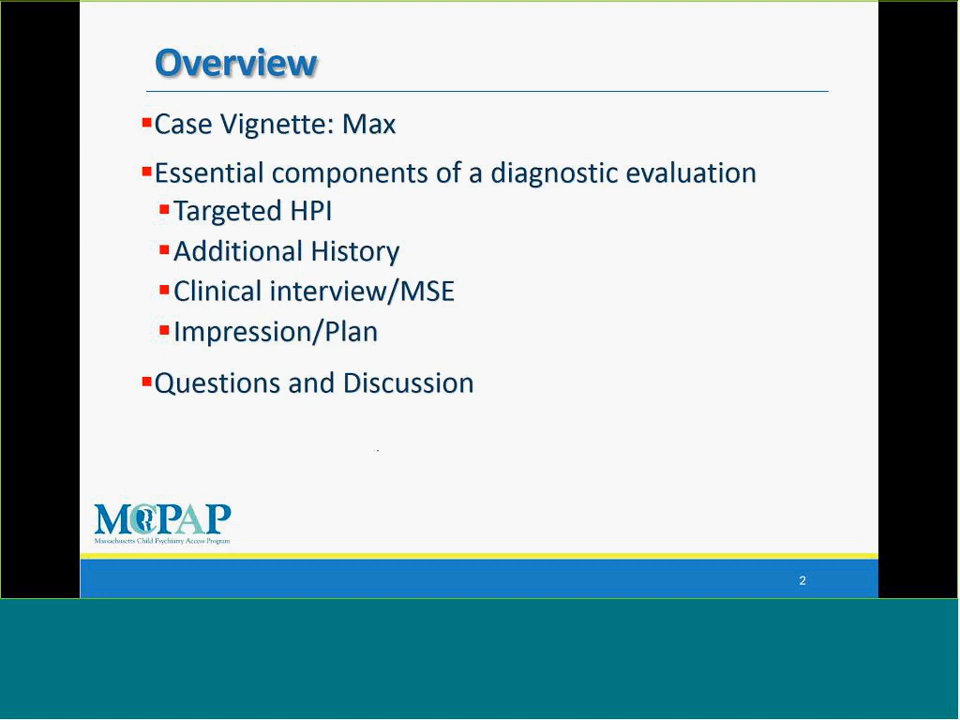 Overview
▪Case Vignette: Max
▪Essential components of a diagnostic evaluation
▪Targeted HPI
▪Additional History
▪Clinical interview/MSE
▪Impression/Plan
▪Questions and Discussion
MCPAP
Massachusetts Child Psychiatry Access Program
2